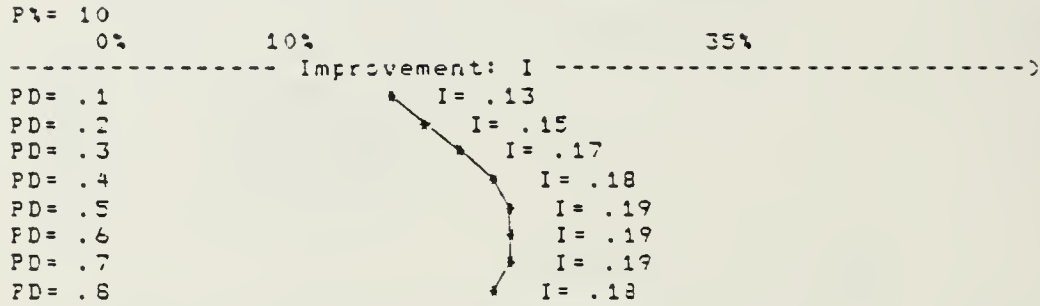 P%= 10
0% 10% 35%
---------------- Improvement: I ----------------------------->
PD= .1 I= .13
PD= .2 I= .15
PD= .3 I= .17
PD= .4 I= .18
PD= .5 I= .19
PD= .6 I= .19
PD= .7 I= .19
PD= .8 I= .18